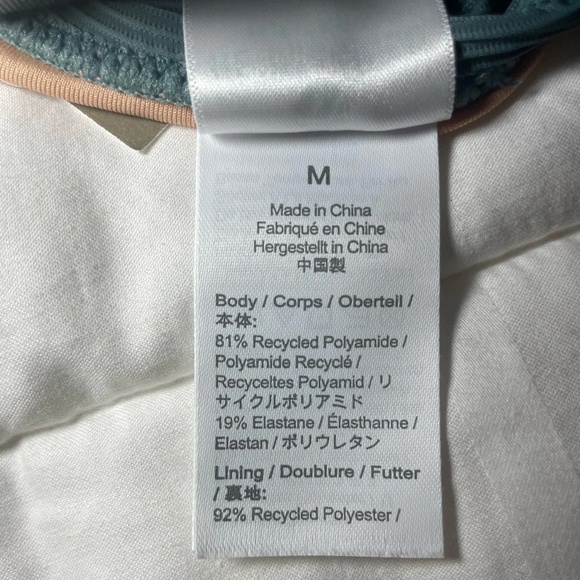 M
Made in China
Fabriqué en Chine
Hergestellt in China
中国製
Body / Corps / Oberteil /
本体:
81% Recycled Polyamide /
Polyamide Recyclé /
Recyceltes Polyamid / リ
サイクルポリアミド
19% Elastane / Élasthanne /
Elastan / ポリウレタン
Lining / Doublure / Futter
/ 裏地:
92% Recycled Polyester /